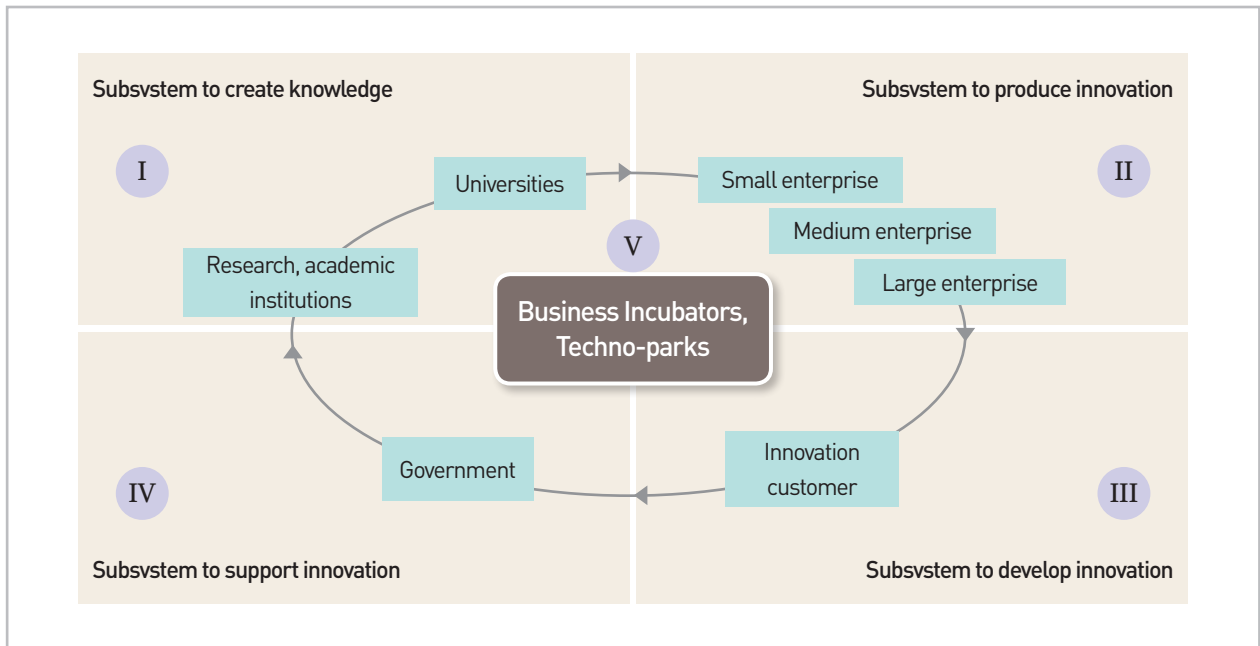 Subsvstem to create knowledge
Subsvstem to produce innovation
I
II
Universities
Small enterprise
Medium enterprise
V
Research, academic
institutions
Large enterprise
Business Incubators,
Techno-parks
Government
Innovation
customer
IV
III
Subsvstem to support innovation
Subsvstem to develop innovation